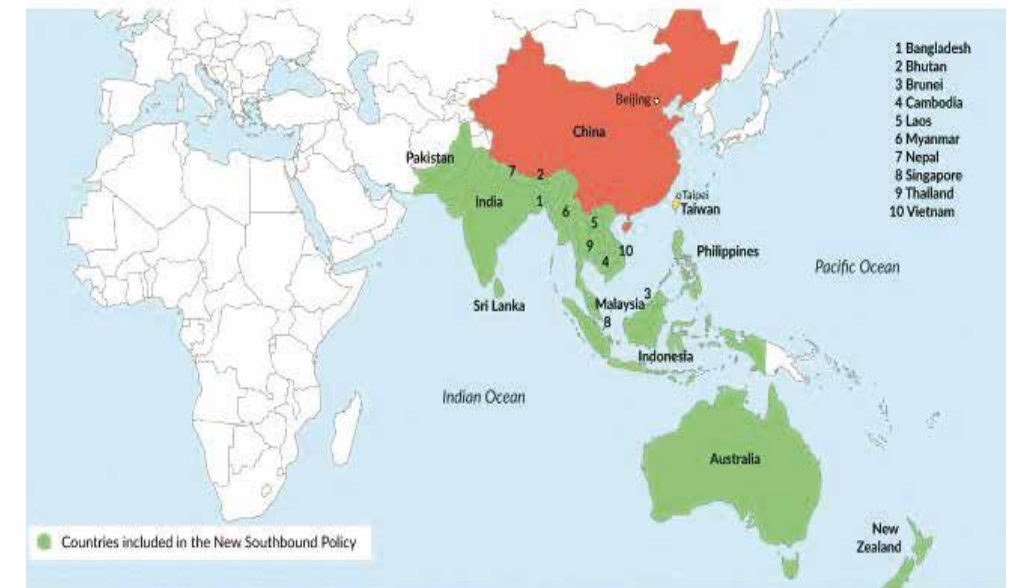 1 Bangladesh
2 Bhutan
3 Brunei
4 Cambodia
5 Laos
6 Myanmar
7 Nepal
8 Singapore
9 Thailand
10 Vietnam
Beijing
China
Pakistan
7
2
India
1
6
5
9
4
10
Taipei
Taiwan
Philippines
Pacific Ocean
Sri Lanka
3
Malaysia
8
Indonesia
Indian Ocean
Australia
New
Zealand
Countries included in the New Southbound Policy